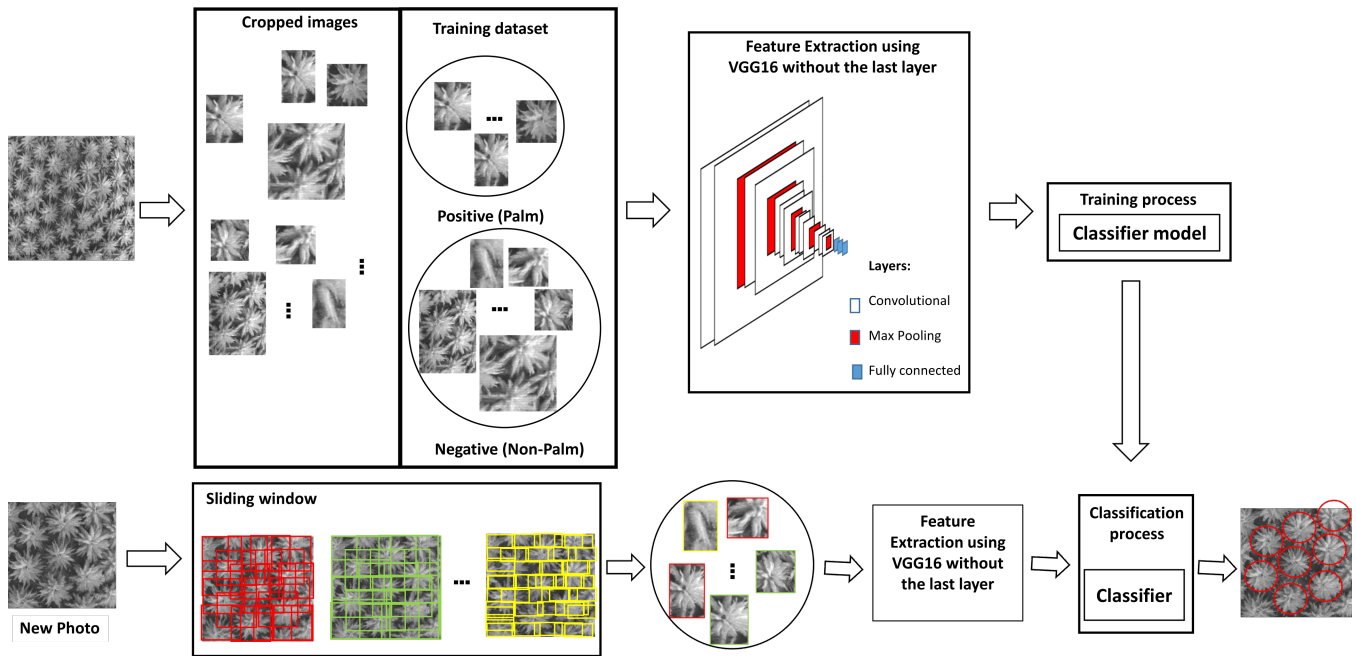 Cropped images
Training dataset
Positive (Palm)
Negative (Non-Palm)
Feature Extraction using
VGG16 without the last layer
Layers:
Convolutional
Max Pooling
Fully connected
Training process
Classifier model
New Photo
Sliding window
Feature
Extraction using
VGG16 without
the last layer
Classification
process
Classifier